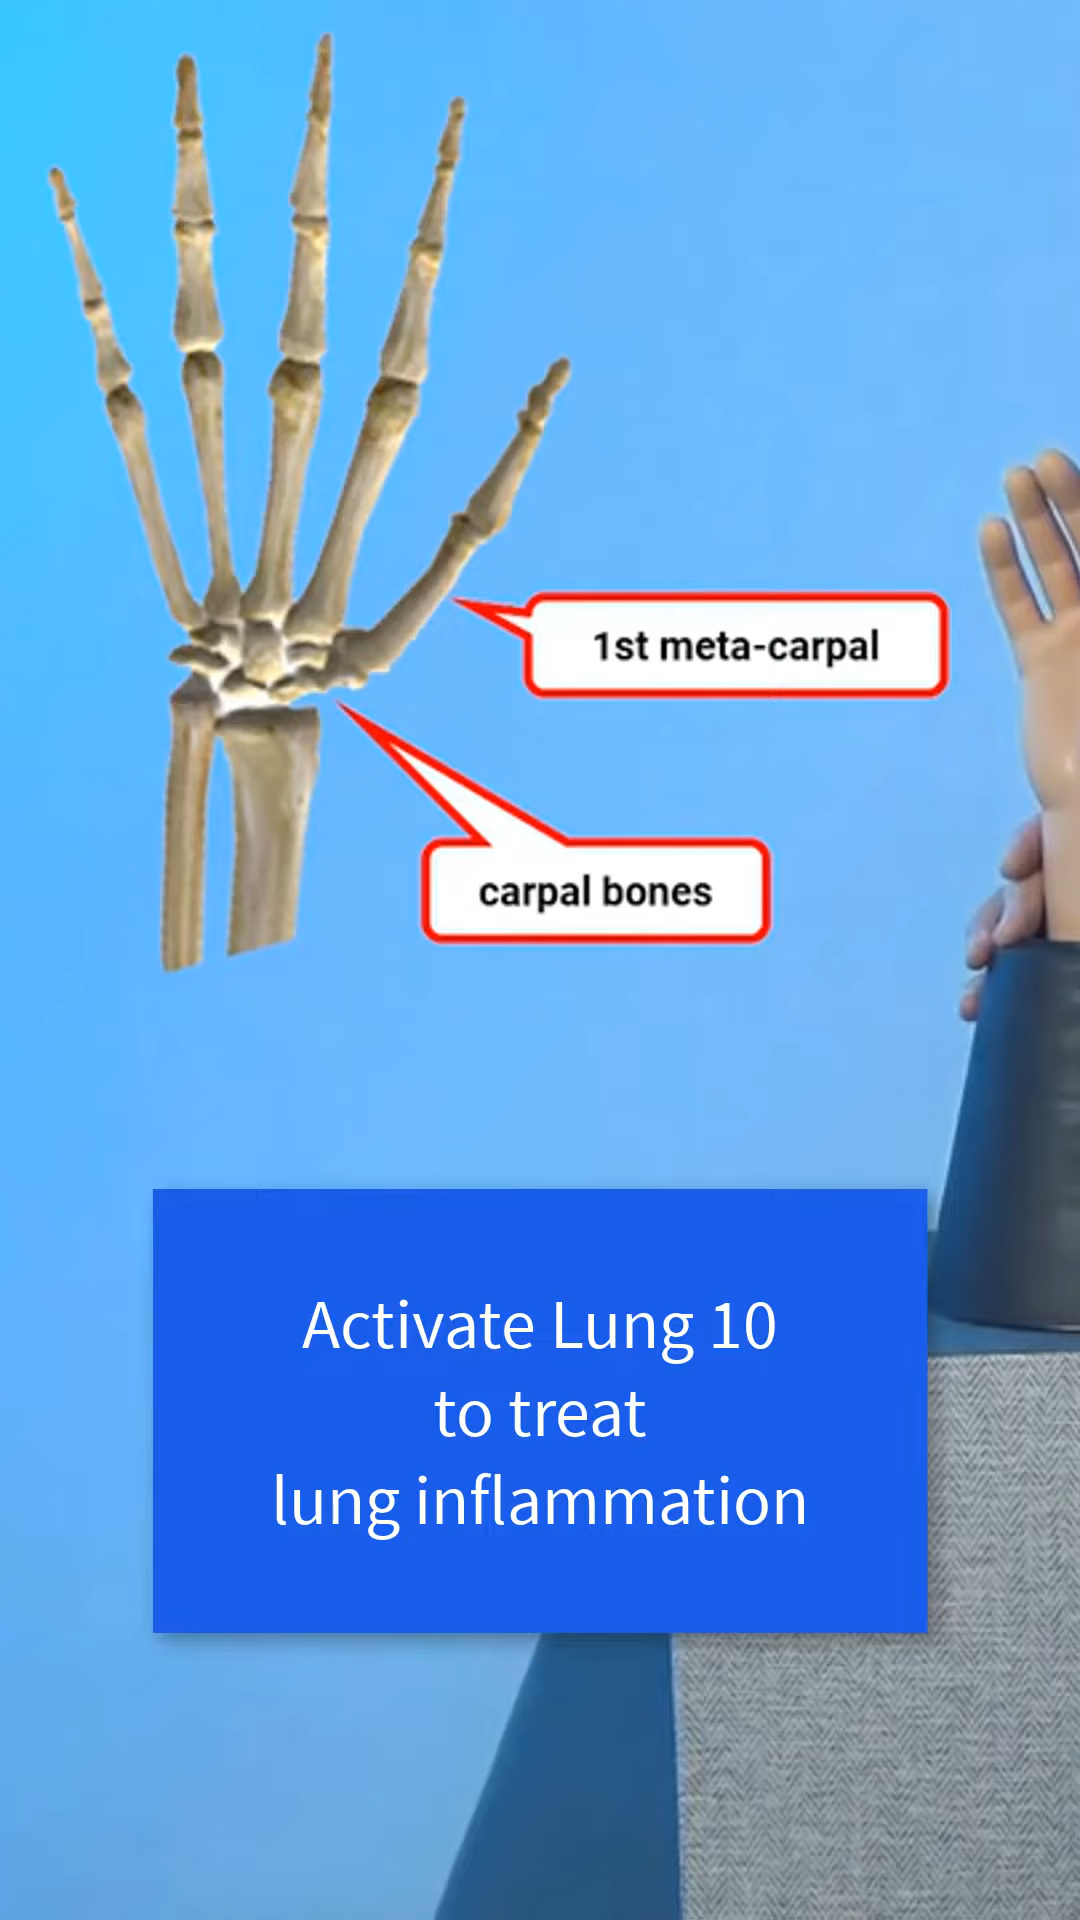 1st meta-carpal
carpal bones
Activate Lung 10
to treat
lung inflammation